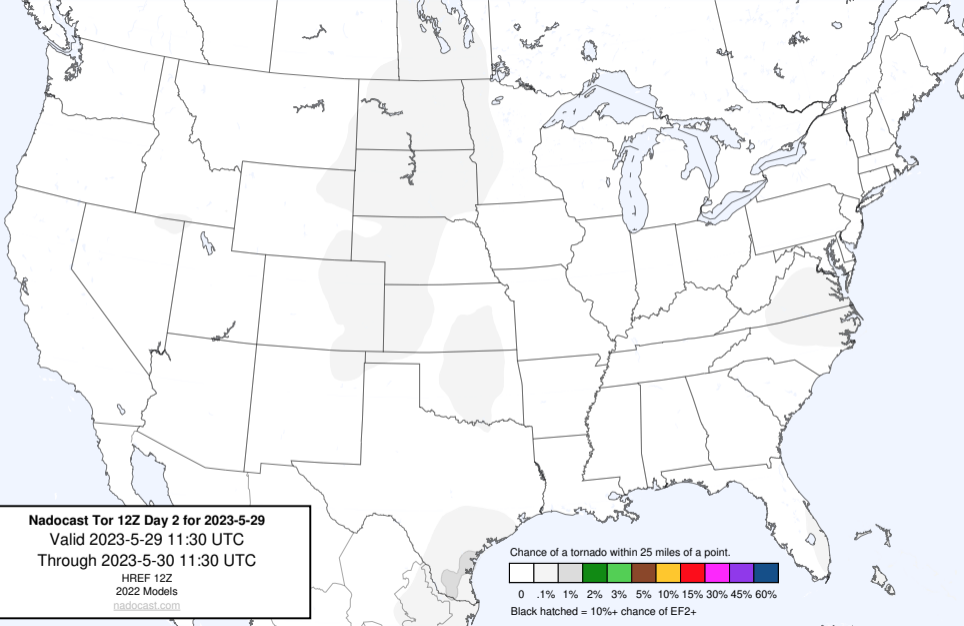 Nadocast Tor 12Z Day 2 for 2023-5-29
Valid 2023-5-29 11:30 UTC
Through 2023-5-30 11:30 UTC
HREF 12Z
2022 Models
nadocast.com
Chance of a tornado within 25 miles of a point.
0 .1% 1% 2% 3% 5% 10% 15% 30% 45% 60%
Black hatched = 10%+ chance of EF2+